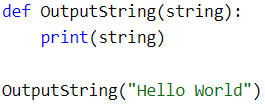 def OutputString(string):
    print(string)

OutputString("Hello World")